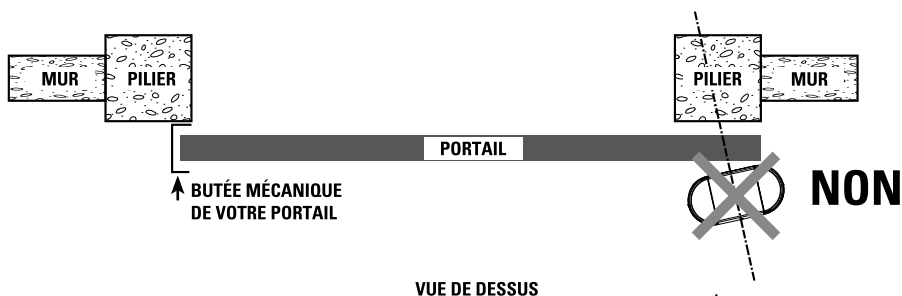 MUR PILIER PILIER MUR
PORTAIL
BUTÉE MÉCANIQUE
DE VOTRE PORTAIL
NON
VUE DE DESSUS